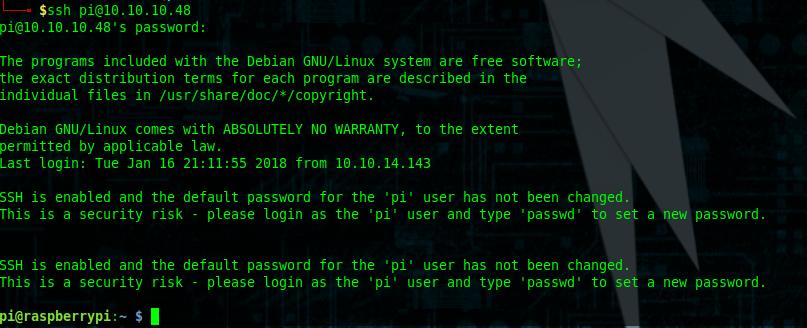 $ssh pi@10.10.10.48
pi@10.10.10.48's password:
The programs included with the Debian GNU/Linux system are free software;
the exact distribution terms for each program are described in the
individual files in /usr/share/doc/*/copyright.
Debian GNU/Linux comes with ABSOLUTELY NO WARRANTY, to the extent
permitted by applicable law.
Last login: Tue Jan 16 21:11:55 2018 from 10.10.14.143
SSH is enabled and the default password for the 'pi' user has not been changed.
This is a security risk - please login as the 'pi' user and type 'passwd' to set a new password.
SSH is enabled and the default password for the 'pi' user has not been changed.
This is a security risk - please login as the 'pi' user and type 'passwd' to set a new password.
pi@raspberrypi:~ $